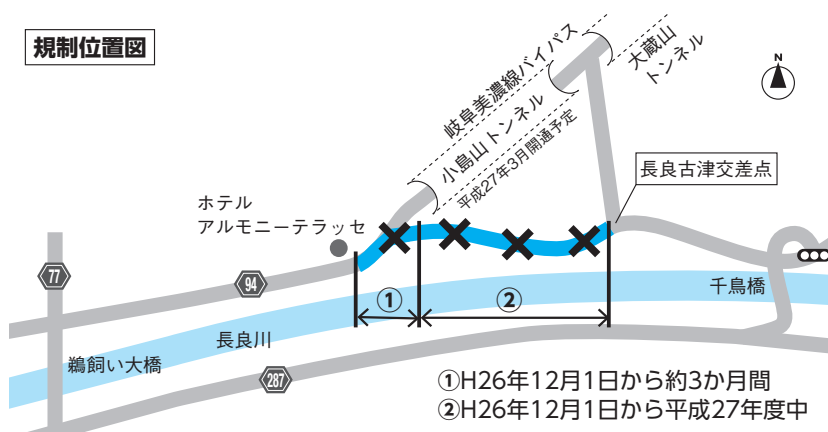 規制位置図
岐阜美濃線バイパス
小島山トンネル
平成27年3月開通予定
大蔵山
トンネル
N
長良古津交差点
ホテル
アルモニーテラッセ
77
94
①
②
千鳥橋
長良川
鵜飼い大橋
287
①H26年12月1日から約3か月間
②H26年12月1日から平成27年度中